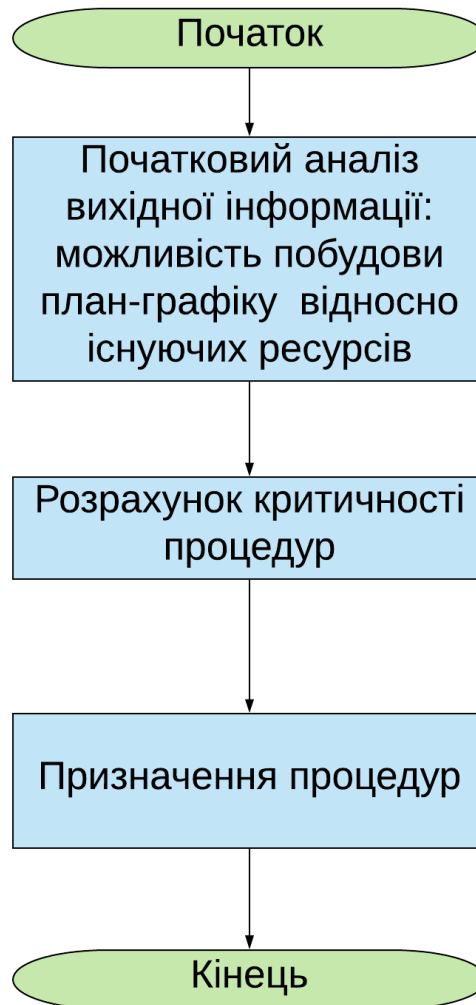 Початок
Початковий аналіз
вихідної інформації:
можливість побудови
план-графіку  відносно
існуючих ресурсів
Розрахунок критичності
процедур
Призначення процедур
Кінець